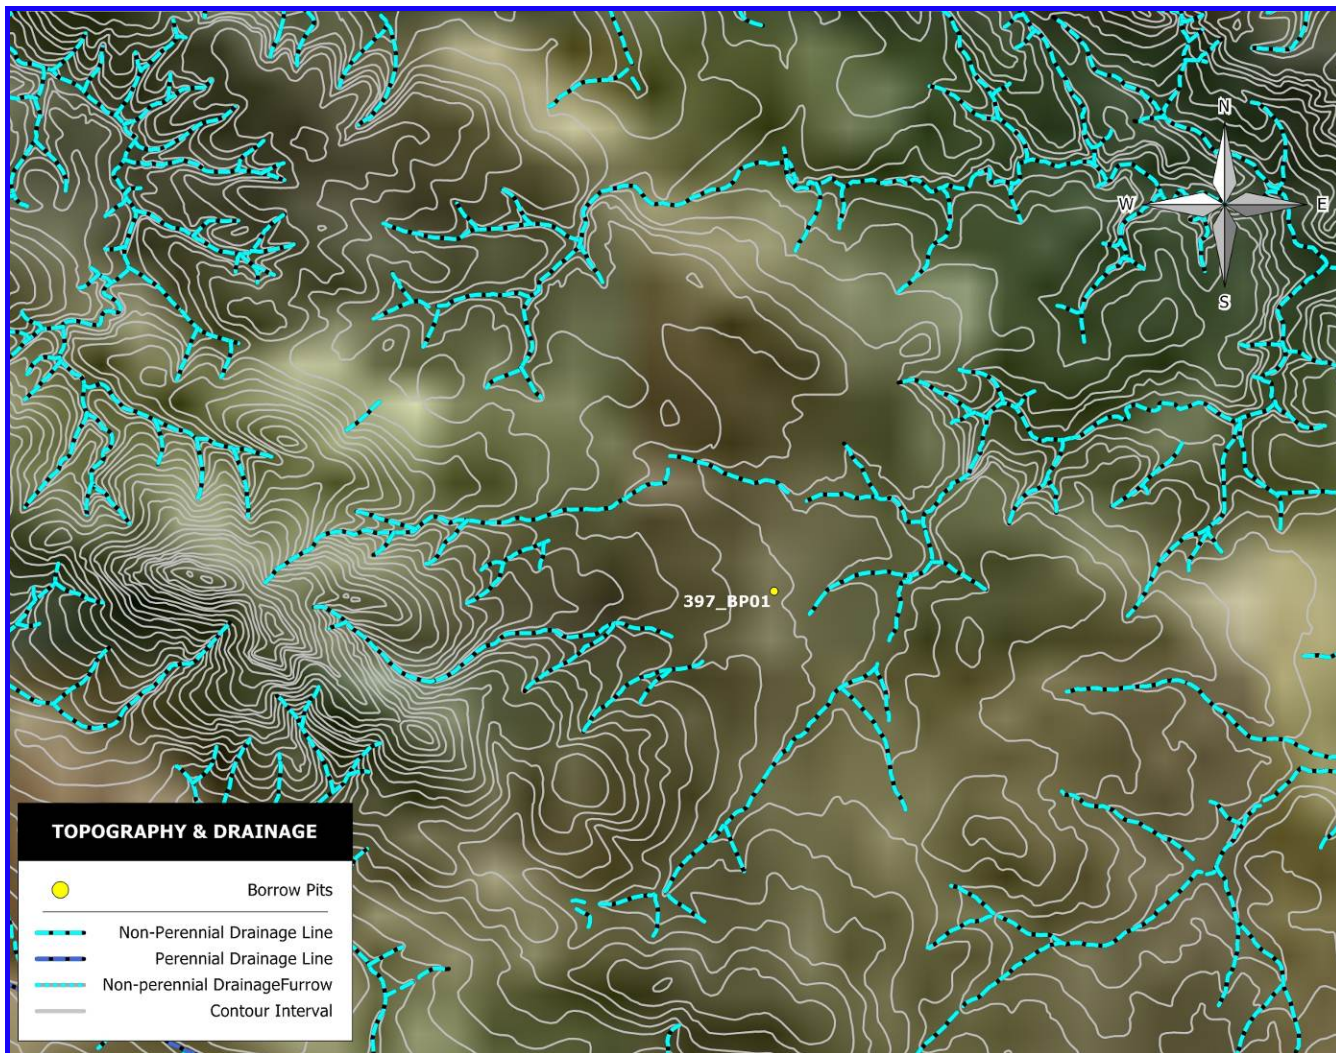 N
W
E
S
397_BP01
TOPOGRAPHY & DRAINAGE
Borrow Pits
Non-Perennial Drainage Line
Perennial Drainage Line
Non-perennial DrainageFurrow
Contour Interval